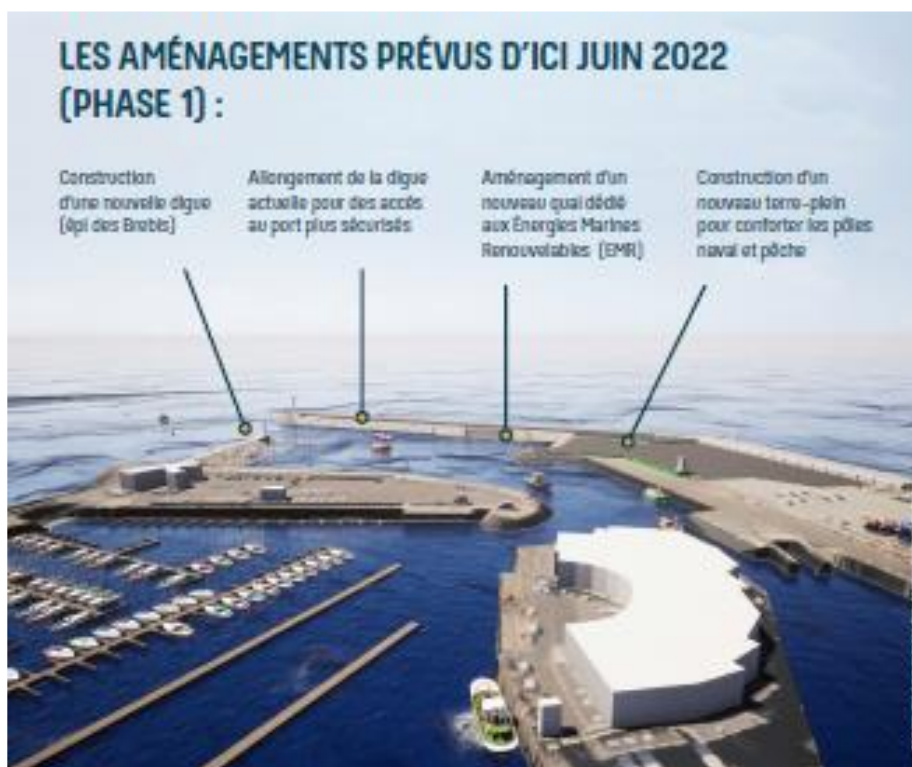 LES AMÉNAGEMENTS PRÉVUS D'ICI JUIN 2022
(PHASE 1) :
Construction
d'une nouvelle digue
(épi des Brebis)
Allongement de la digue
actuelle pour des accès
au port plus sécurisés
Aménagement d'un
nouveau quai dédié
aux Énergies Marines
Renouvelables (EMR)
Construction d'un
nouveau terre-plein
pour conforter les pôles
naval et pêche